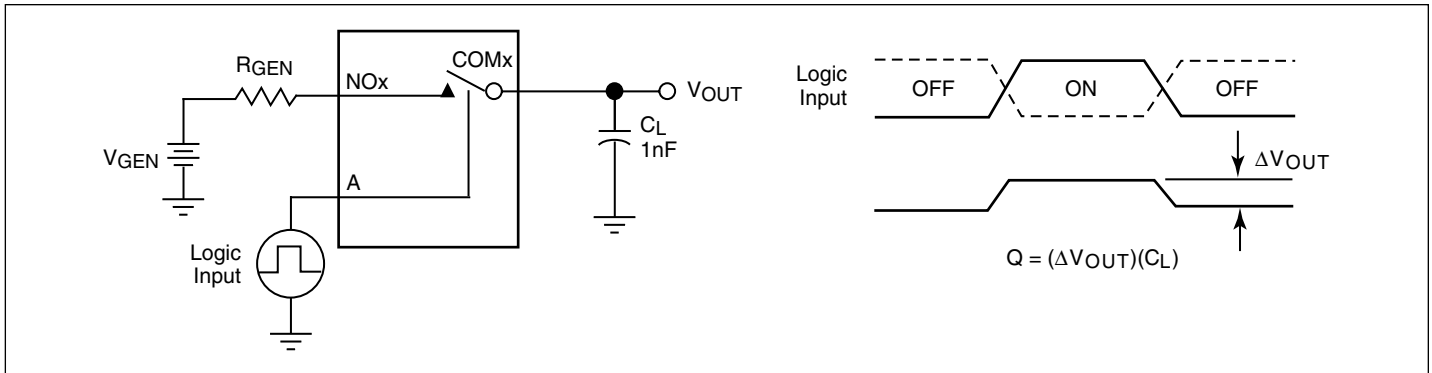 RGEN
NOx
COMx
VOUT
CL
1nF
VGEN
A
Logic
Input
Logic
Input
OFF
ON
OFF
ΔVOUT
Q = (ΔVOUT)(CL)